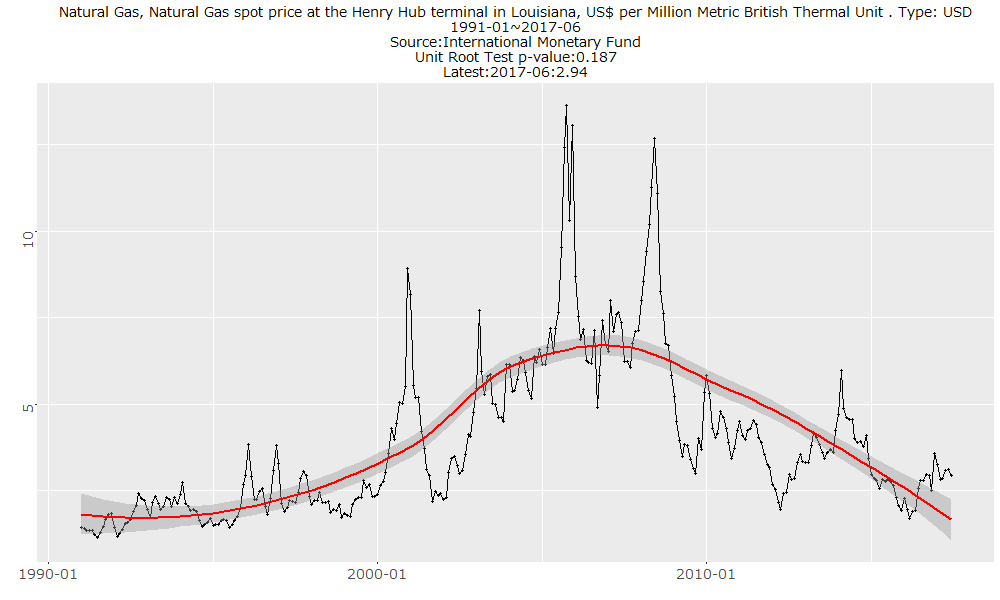 Natural Gas, Natural Gas spot price at the Henry Hub terminal in Louisiana, US$ per Million Metric British Thermal Unit . Type: USD
1991-01~2017-06
Source:International Monetary Fund
Unit Root Test p-value:0.187
Latest:2017-06:2.94
10
5
1990-01 2000-01 2010-01